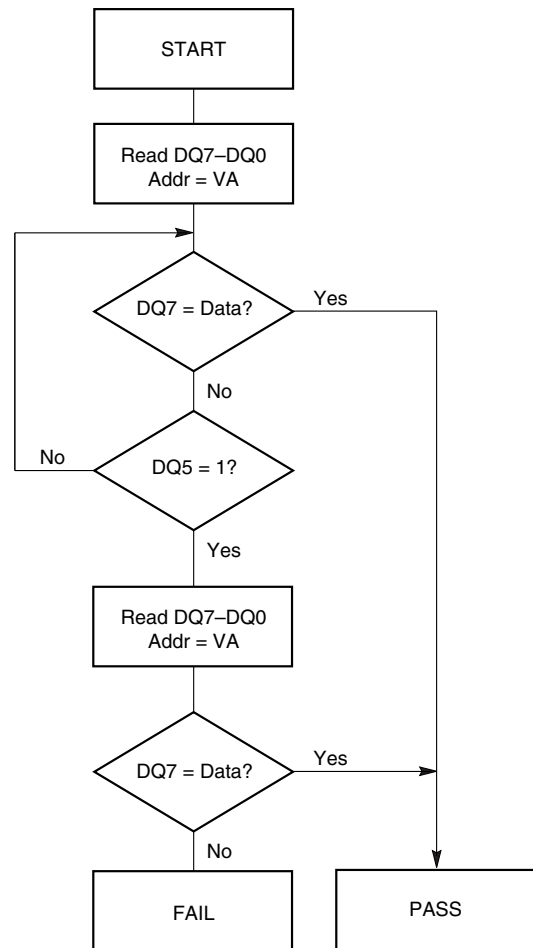 START
Read DQ7–DQ0
Addr = VA
DQ7 = Data?
Yes
No
No
DQ5 = 1?
Yes
Read DQ7–DQ0
Addr = VA
DQ7 = Data?
Yes
No
FAIL
PASS